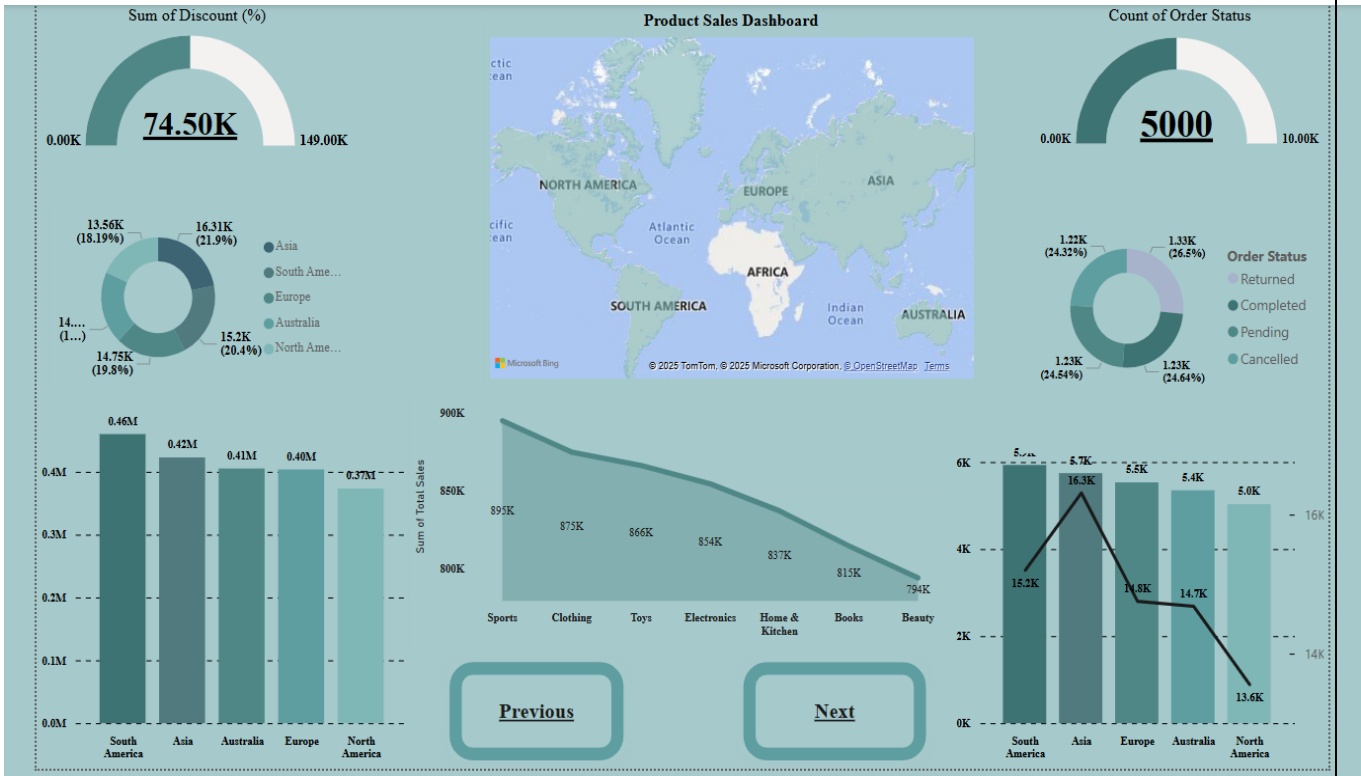 Sum of Discount (%)
0.00K
74.50K
149.00K
13.56K
(18.19%)
16.31K
(21.9%)
14....
(1...)
14.75K
(19.8%)
15.2K
(20.4%)
Asia
South Ame...
Europe
Australia
North Ame...
0.4M
0.3M
0.2M
0.1M
0.0M
0.46M
0.42M
0.41M
0.40M
0.37M
South
America
Asia
Australia
Europe
North
America
Product Sales Dashboard
ctic
ean
NORTH AMERICA
EUROPE
ASIA
cific
ean
Atlantic
Ocean
AFRICA
SOUTH AMERICA
Indian
Ocean
AUSTRALIA
Microsoft Bing
© 2025 TomTom, © 2025 Microsoft Corporation, © OpenStreetMap Terms
Sum of Total Sales
900K
850K
800K
895K
875K
866K
854K
837K
815K
794K
Sports
Clothing
Toys
Electronics
Home &
Kitchen
Books
Beauty
Previous
Next
Count of Order Status
0.00K
5000
10.00K
1.22K
(24.32%)
1.33K
(26.5%)
1.23K
(24.54%)
1.23K
(24.64%)
Order Status
Returned
Completed
Pending
Cancelled
6K
4K
2K
0K
5.7K
5.5K
5.4K
5.0K
15.2K
16.3K
14.8K
14.7K
13.6K
16K
14K
South
America
Asia
Europe
Australia
North
America